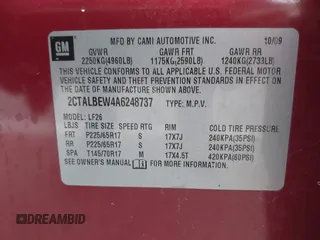 GM
MFD BY CAMI AUTOMOTIVE INC. 10/09
GVWR GAWR FRT GAWR RR
2250KG(4960LB) 1175KG(2590LB) 1240KG(2733LB)
THIS VEHICLE CONFORMS TO ALL APPLICABLE U.S. FEDERAL MOTOR
VEHICLE SAFETY, BUMPER, AND THEFT PREVENTION STANDARDS IN
EFFECT ON THE DATE OF MANUFACTURE SHOWN ABOVE.
2CTALBEW4A6248737 TYPE: M.P.V.
MODEL: LF26
LBJS TIRE SIZE SPEED RTG RIM COLD TIRE PRESSURE
FRT P225/65R17 S 17X7J 240KPA(35PSI)
RR P225/65R17 S 17X7J 240KPA(35PSI)
SPA T145/70R17 M 17X4.5T 420KPA(60PSI)
SEE OWNER'S MANUAL FOR MORE INFORMATION.
DREAMBID